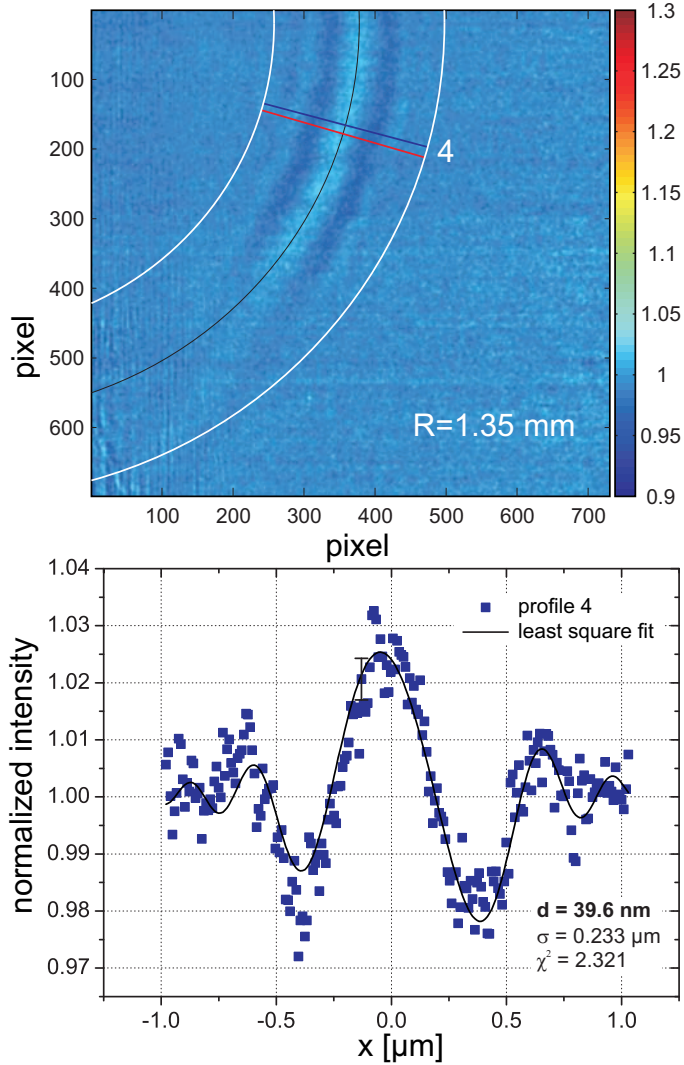 1.3
100
1.25
200
4
1.2
300
1.15
400
1.1
500
1.05
600
R=1.35 mm
1
0.95
0.9
pixel
100 200 300 400 500 600 700
pixel
1.04
1.03
1.02
1.01
1.00
0.99
0.98
0.97
normalized intensity
profile 4
least square fit
d = 39.6 nm
σ = 0.233 µm
χ² = 2.321
-1.0 -0.5 0.0 0.5 1.0
x [µm]